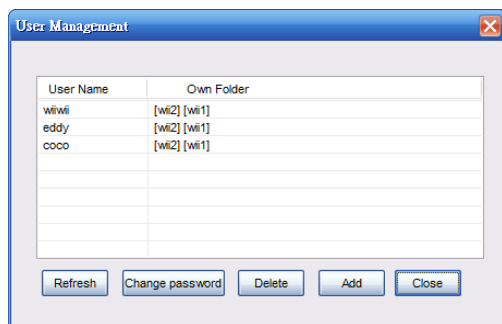 User Management
User Name Own Folder
wiiwii [wii2] [wii1]
eddy [wii2] [wii1]
coco [wii2] [wii1]
Refresh Change password Delete Add Close